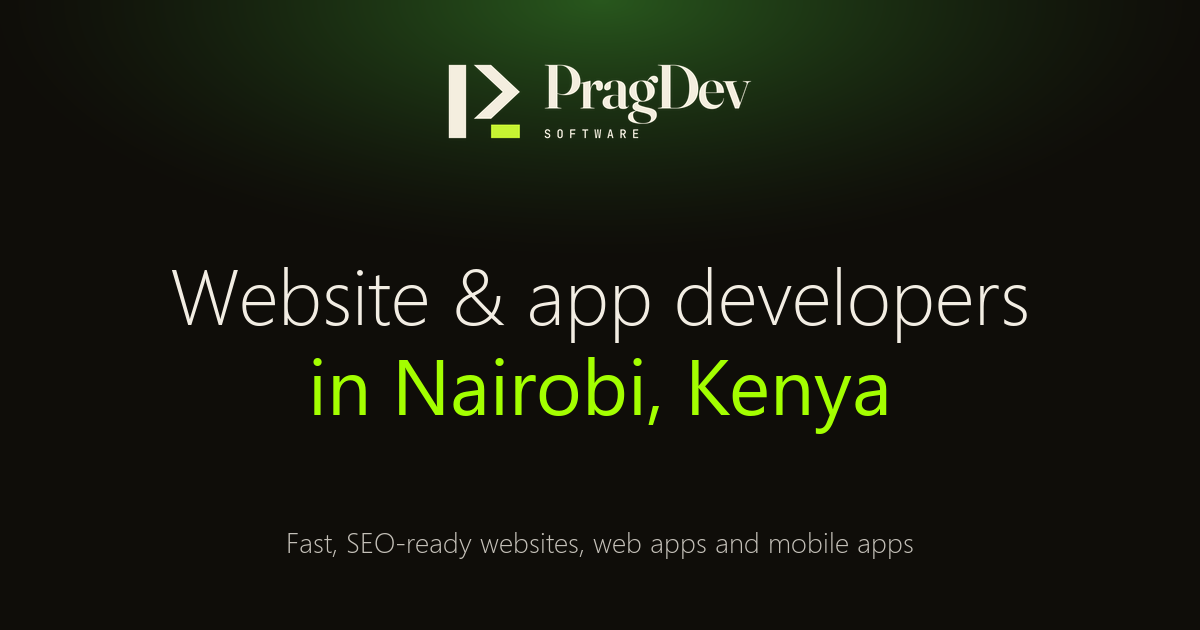 PragDev
SOFTWARE
Website & app developers
in Nairobi, Kenya
Fast, SEO-ready websites, web apps and mobile apps